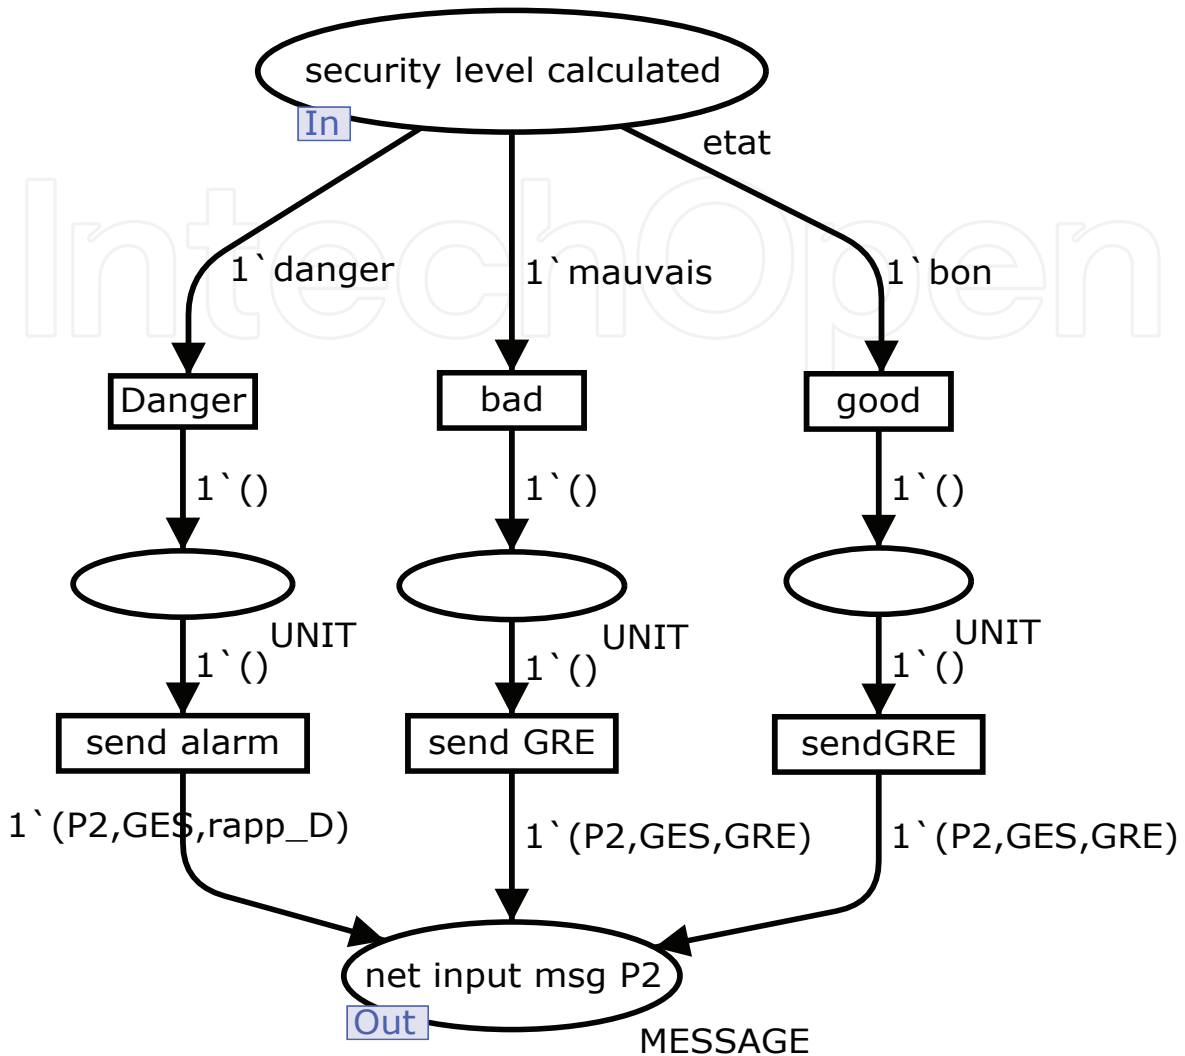 security level calculated
In
etat
IntechOpen
1`danger
1`mauvais
1`bon
Danger
bad
good
1`()
1`()
1`()
UNIT
UNIT
UNIT
1`()
1`()
1`()
send alarm
send GRE
sendGRE
1`(P2,GES,rapp_D)
1`(P2,GES,GRE)
1`(P2,GES,GRE)
net input msg P2
Out
MESSAGE